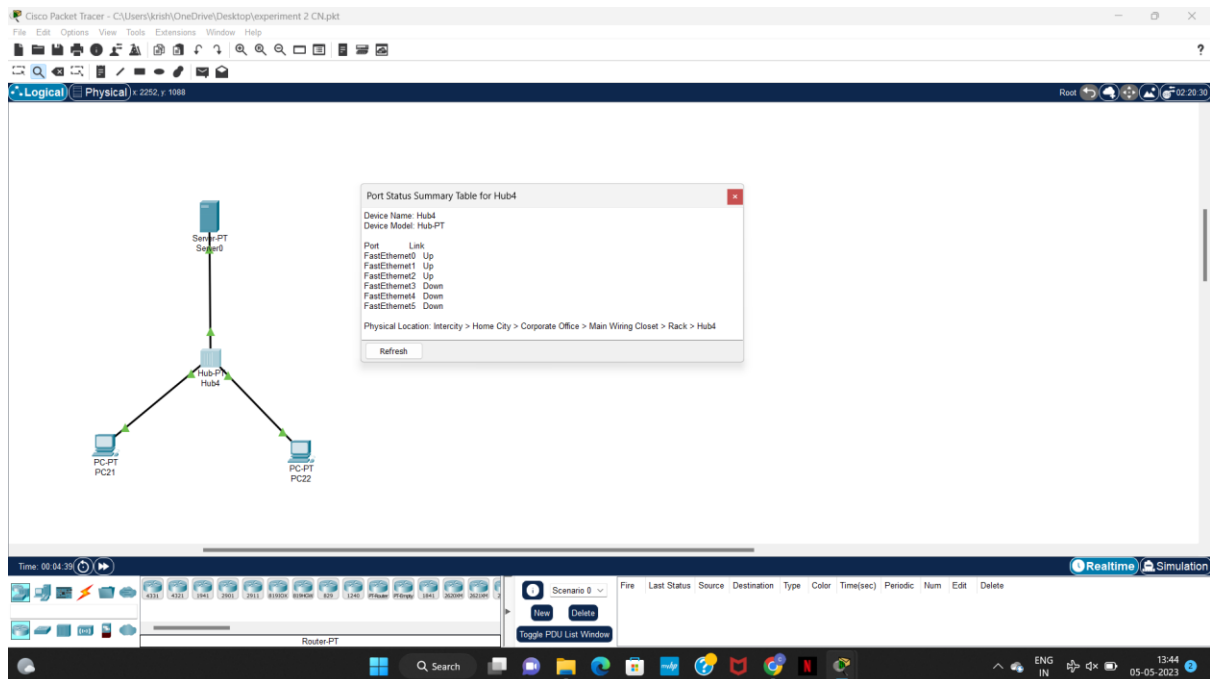 Cisco Packet Tracer - C:\Users\krish\OneDrive\Desktop\experiment 2 CN.pkt
File Edit Options View Tools Extensions Window Help
?
Logical Physical x: 2252, y: 1088 Root 02:20:30
Port Status Summary Table for Hub4
Device Name: Hub4
Device Model: Hub-PT
Port Link
FastEthernet0 Up
FastEthernet1 Up
FastEthernet2 Up
FastEthernet3 Down
FastEthernet4 Down
FastEthernet5 Down
Physical Location: Intercity > Home City > Corporate Office > Main Wiring Closet > Rack > Hub4
Refresh
Server-PT
Server0
Hub-PT
Hub4
PC-PT
PC21
PC-PT
PC22
Time: 00:04:39 Realtime Simulation
4331 4321 1941 2901 2911 819IOX 819HGW 829 1240 PT-Router PT-Empty 1841 2620XM 2621XM 2
Scenario 0 Fire Last Status Source Destination Type Color Time(sec) Periodic Num Edit Delete
New Delete
Toggle PDU List Window
Router-PT
Search
ENG
IN
13:44
05-05-2023
2